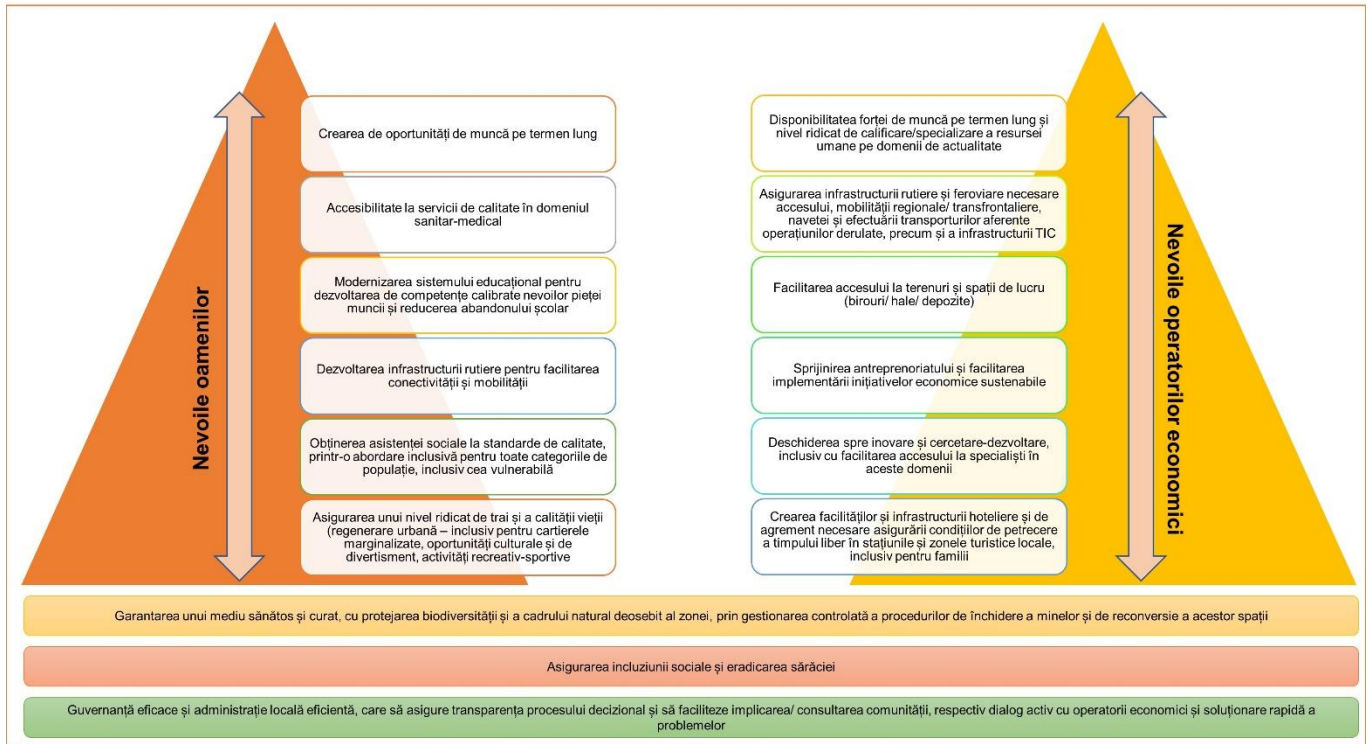 Nevoile oamenilor
Crearea de oportunități de muncă pe termen lung
Accesibilitate la servicii de calitate în domeniul
sanitar-medical
Modernizarea sistemului educațional pentru
dezvoltarea de competențe calibrate nevoilor pieței
muncii și reducerea abandonului școlar
Dezvoltarea infrastructurii rutiere pentru facilitarea
conectivității și mobilității
Obținerea asistenței sociale la standarde de calitate,
printr-o abordare inclusivă pentru toate categoriile de
populație, inclusiv cea vulnerabilă
Asigurarea unui nivel ridicat de trai și a calității vieții
(regenerare urbană – inclusiv pentru cartierele
marginalizate, oportunități culturale și de
divertisment, activități recreativ-sportive
Disponibilitatea forței de muncă pe termen lung și
nivel ridicat de calificare/specializare a resursei
umane pe domenii de actualitate
Asigurarea infrastructurii rutiere și feroviare necesare
accesului, mobilității regionale/ transfrontaliere,
navetei și efectuării transporturilor aferente
operațiunilor derulate, precum și a infrastructurii TIC
Facilitarea accesului la terenuri și spații de lucru
(birouri/ hale/ depozite)
Sprijinirea antreprenoriatului și facilitarea
implementării inițiativelor economice sustenabile
Deschiderea spre inovare și cercetare-dezvoltare,
inclusiv cu facilitarea accesului la specialiști în
aceste domenii
Crearea facilităților și infrastructurii hoteliere și de
agrement necesare asigurării condițiilor de petrecere
a timpului liber în stațiunile și zonele turistice locale,
inclusiv pentru familii
Nevoile operatorilor economici
Garantarea unui mediu sănătos și curat, cu protejarea biodiversității și a cadrului natural deosebit al zonei, prin gestionarea controlată a procedurilor de închidere a minelor și de reconversie a acestor spații
Asigurarea incluziunii sociale și eradicarea sărăciei
Guvernanță eficace și administrație locală eficientă, care să asigure transparența procesului decizional și să faciliteze implicarea/ consultarea comunității, respectiv dialog activ cu operatorii economici și soluționare rapidă a
problemelor